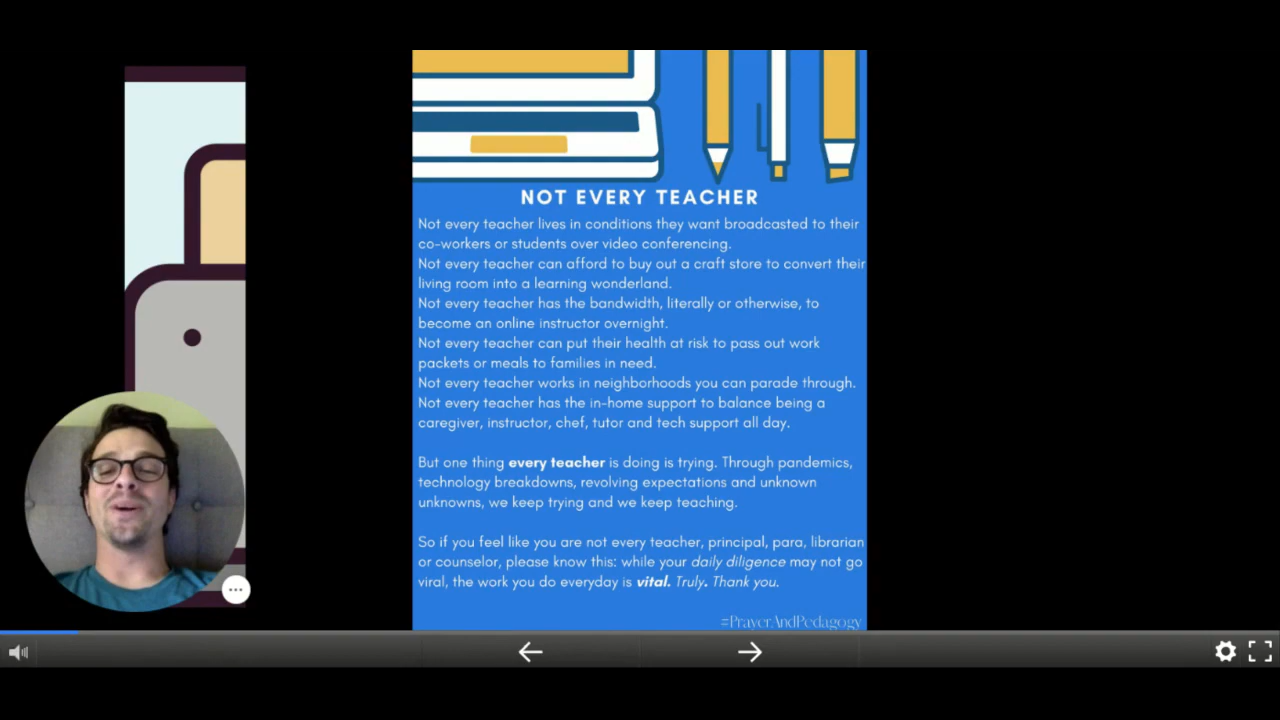 NOT EVERY TEACHER
Not every teacher lives in conditions they want broadcasted to their
co-workers or students over video conferencing.
Not every teacher can afford to buy out a craft store to convert their
living room into a learning wonderland.
Not every teacher has the bandwidth, literally or otherwise, to
become an online instructor overnight.
Not every teacher can put their health at risk to pass out work
packets or meals to families in need.
Not every teacher works in neighborhoods you can parade through.
Not every teacher has the in-home support to balance being a
caregiver, instructor, chef, tutor and tech support all day.
But one thing every teacher is doing is trying. Through pandemics,
technology breakdowns, revolving expectations and unknown
unknowns, we keep trying and we keep teaching.
So if you feel like you are not every teacher, principal, para, librarian
or counselor, please know this: while your daily diligence may not go
viral, the work you do everyday is vital. Truly. Thank you.
#PrayerAndPedagogy